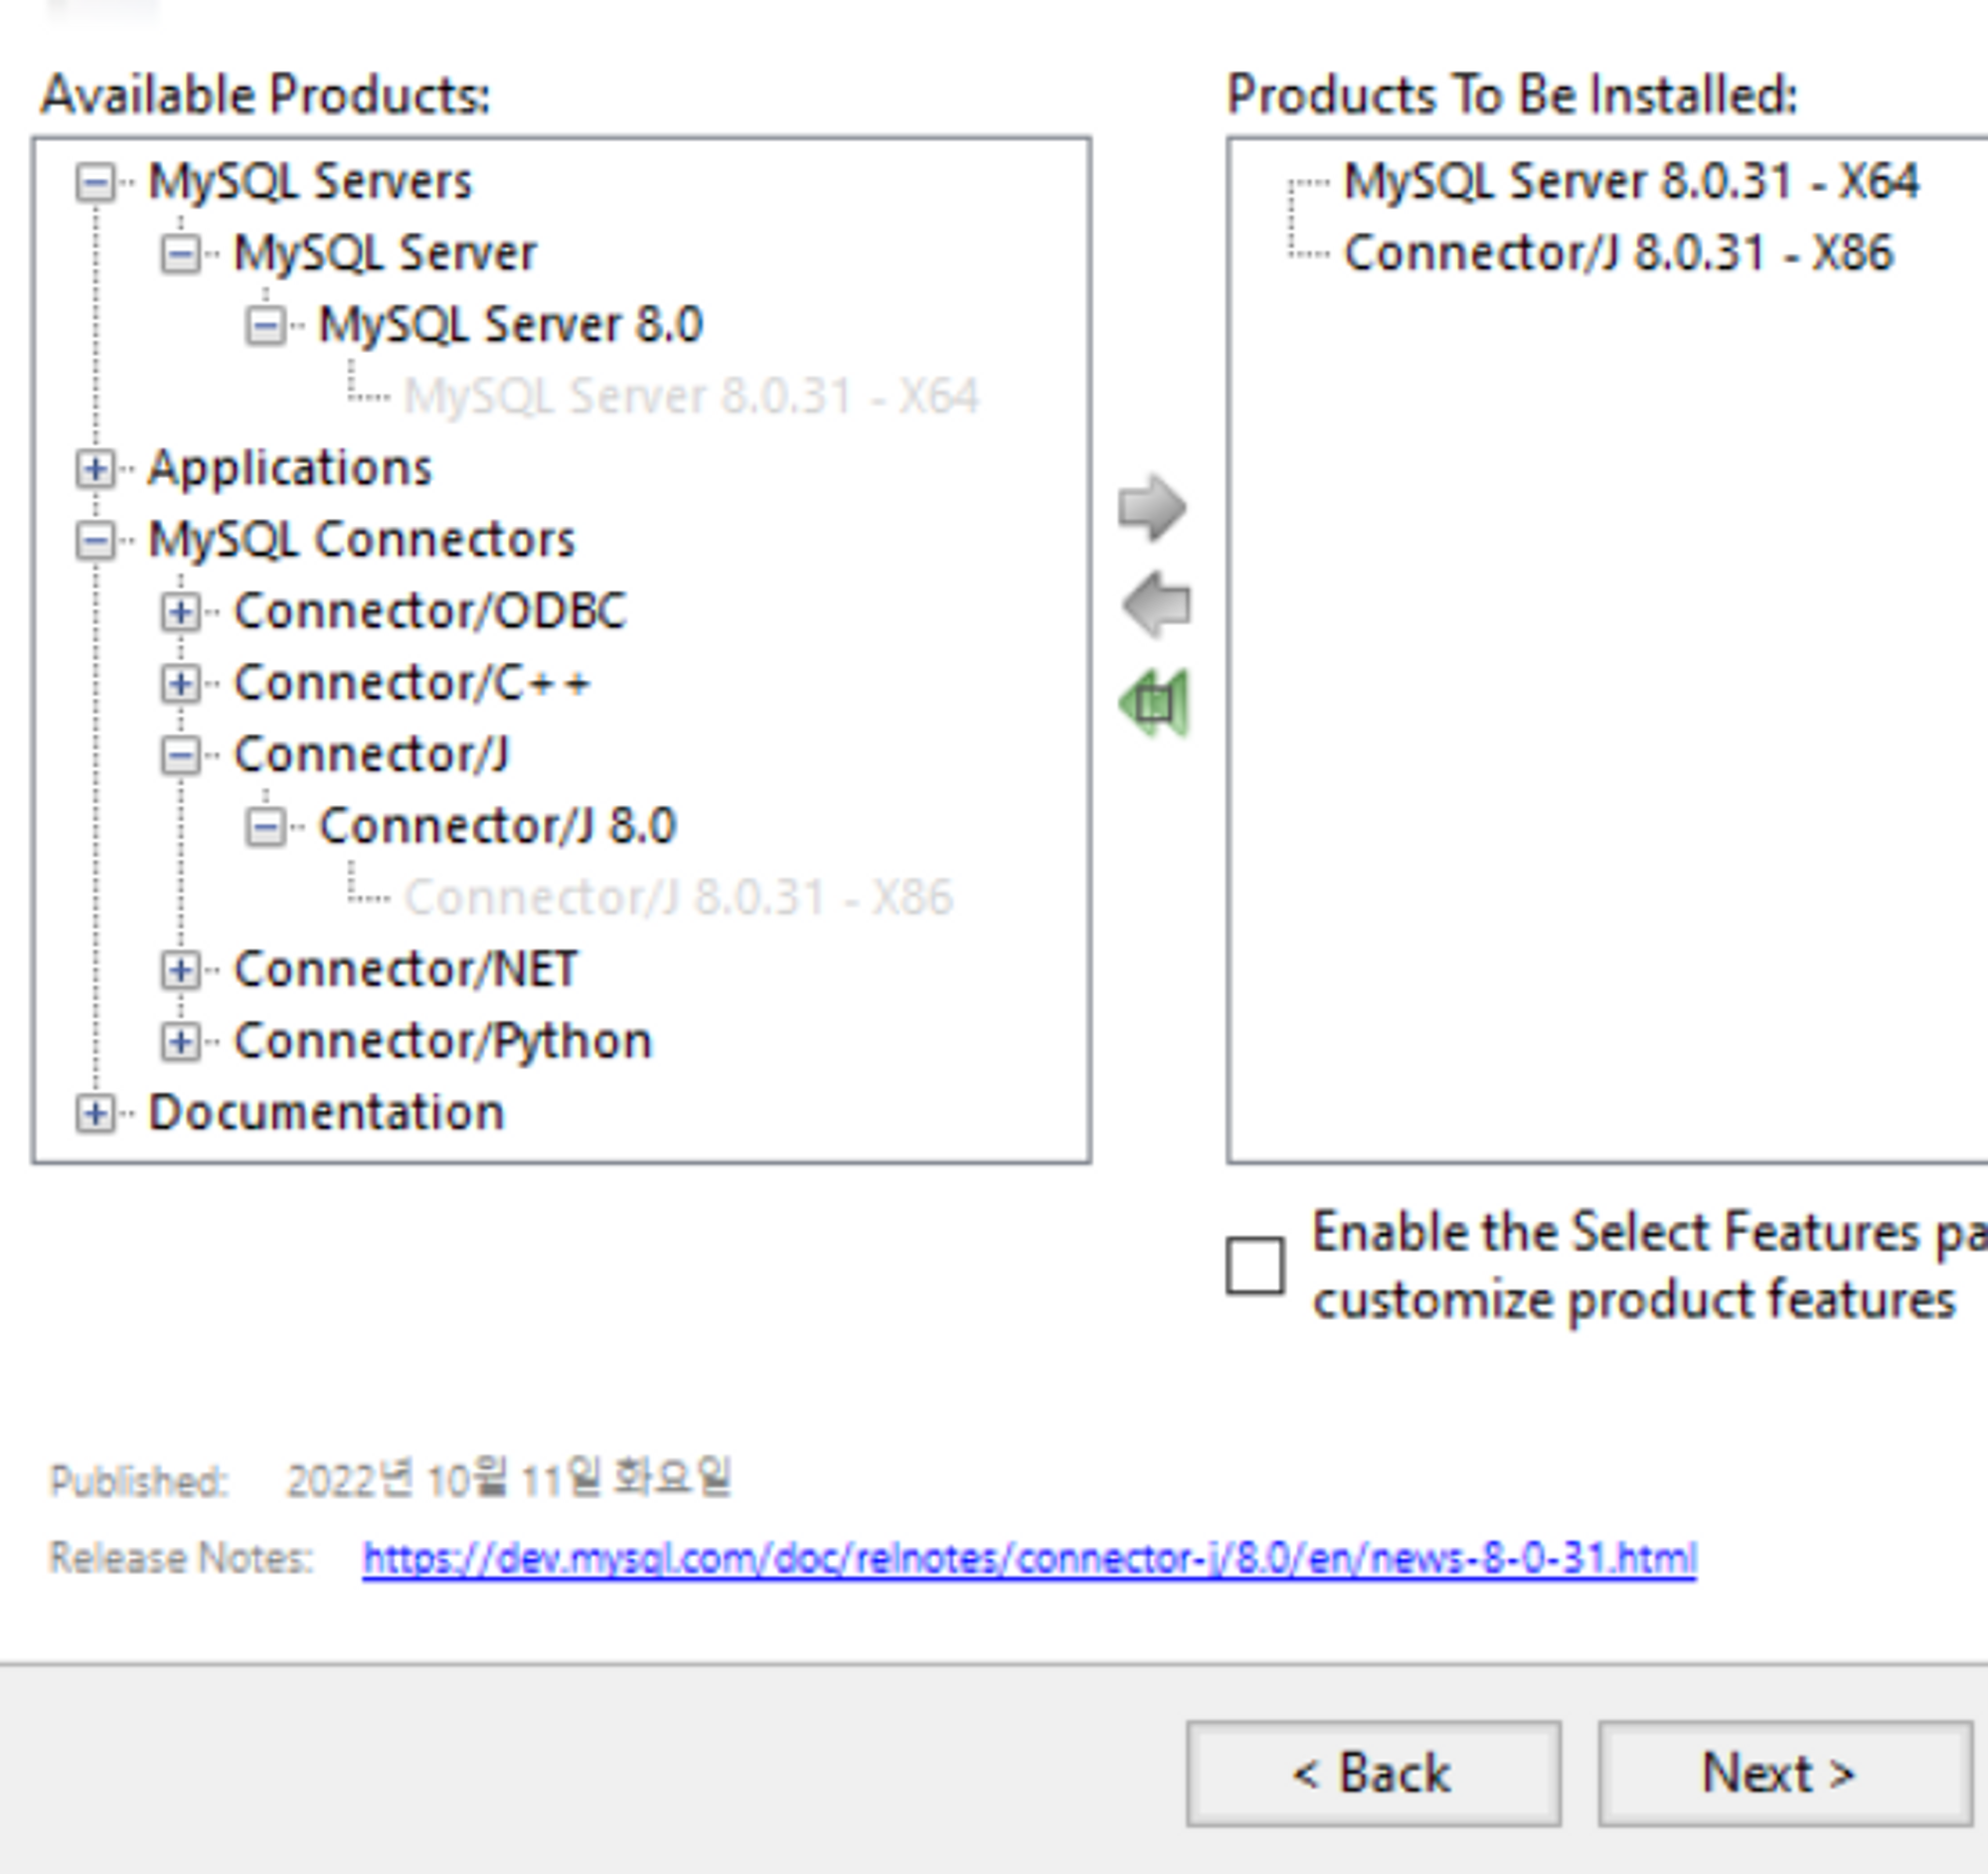 Available Products:
MySQL Servers
MySQL Server
MySQL Server 8.0
MySQL Server 8.0.31 - X64
Applications
MySQL Connectors
Connector/ODBC
Connector/C++
Connector/J
Connector/J 8.0
Connector/J 8.0.31 - X86
Connector/NET
Connector/Python
Documentation
Products To Be Installed:
MySQL Server 8.0.31 - X64
Connector/J 8.0.31 - X86
Enable the Select Features pa
customize product features
Published: 2022년 10월 11일 화요일
Release Notes: https://dev.mysql.com/doc/relnotes/connector-j/8.0/en/news-8-0-31.html
< Back
Next >